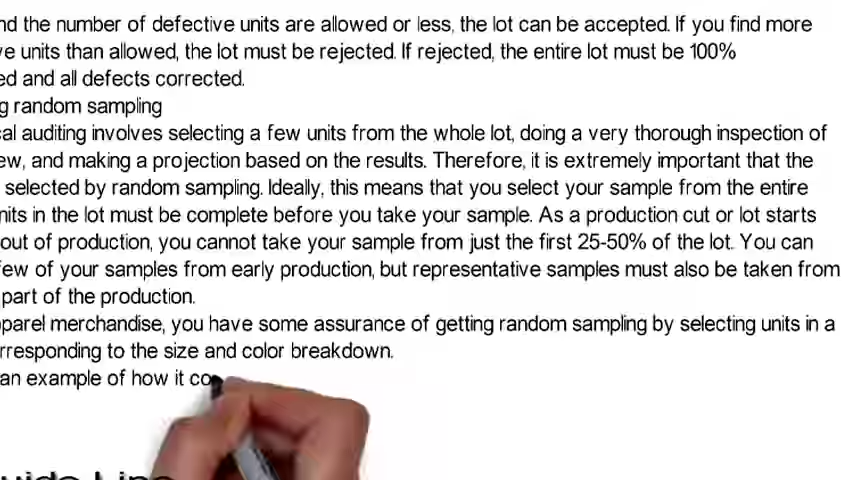 nd the number of defective units are allowed or less, the lot can be accepted. If you find more
ve units than allowed, the lot must be rejected. If rejected, the entire lot must be 100%
ed and all defects corrected.
g random sampling
cal auditing involves selecting a few units from the whole lot, doing a very thorough inspection of
ew, and making a projection based on the results. Therefore, it is extremely important that the
selected by random sampling. Ideally, this means that you select your sample from the entire
nits in the lot must be complete before you take your sample. As a production cut or lot starts
out of production, you cannot take your sample from just the first 25-50% of the lot. You can
few of your samples from early production, but representative samples must also be taken from
part of the production.
pparel merchandise, you have some assurance of getting random sampling by selecting units in a
rresponding to the size and color breakdown.
an example of how it co
uide Line